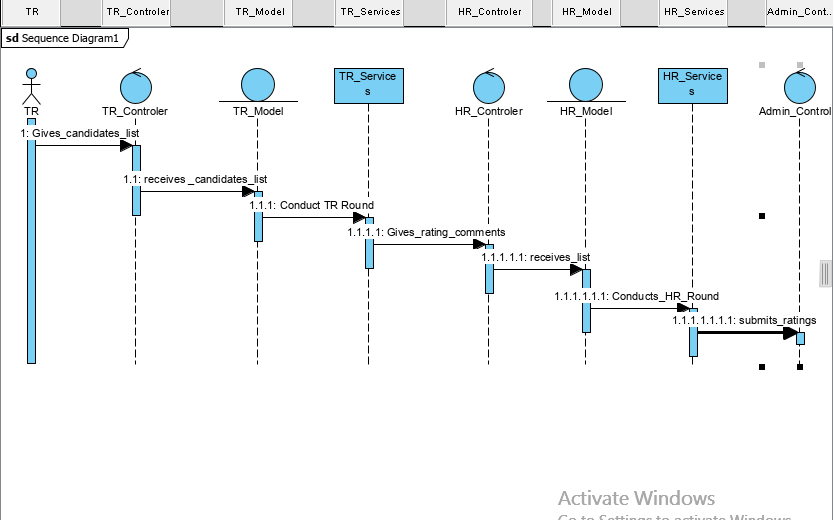 TR TR_Controler TR_Model TR_Services HR_Controler HR_Model HR_Services Admin_Cont..
sd Sequence Diagram1
TR_Service
s
HR_Service
s
TR TR_Controler TR_Model HR_Controler HR_Model Admin_Control
1: Gives_candidates_list
1.1: receives _candidates_list
1.1.1: Conduct TR Round
1.1.1.1: Gives_rating_comments
1.1.1.1.1: receives_list
1.1.1.1.1.1: Conducts_HR_Round
1.1.1.1.1.1.1: submits_ratings
Activate Windows
Go to Settings to activate Windows